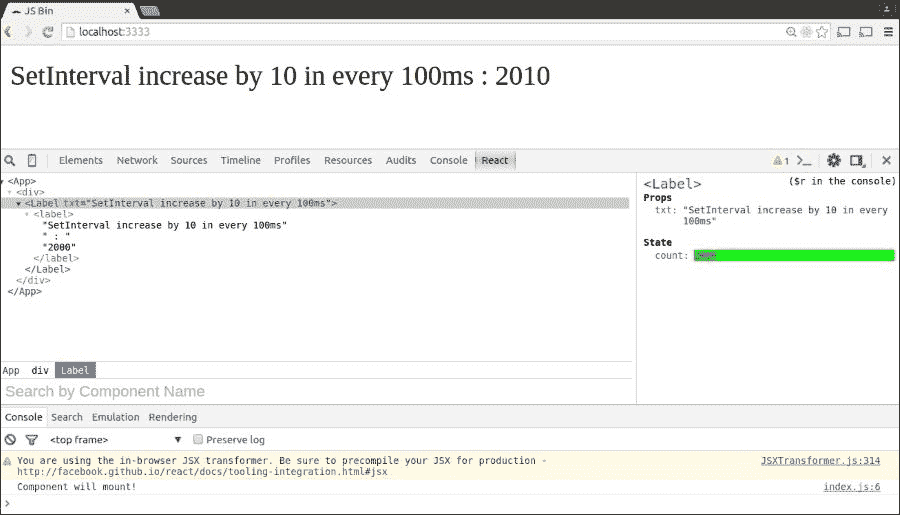 JS Bin
localhost:3333
SetInterval increase by 10 in every 100ms : 2010
Elements Network Sources Timeline Profiles Resources Audits Console React
1
<App>
<div>
<Label txt="SetInterval increase by 10 in every 100ms">
<label>
"SetInterval increase by 10 in every 100ms"
" : "
"2000"
</label>
</Label>
</div>
</App>
<Label> ($r in the console)
Props
txt: "SetInterval increase by 10 in every
100ms"
State
count:
App div Label
Search by Component Name
Console Search Emulation Rendering
<top frame> Preserve log
You are using the in-browser JSX transformer. Be sure to precompile your JSX for production - JSXTransformer.js:314
http://facebook.github.io/react/docs/tooling-integration.html#jsx
Component will mount! index.js:6